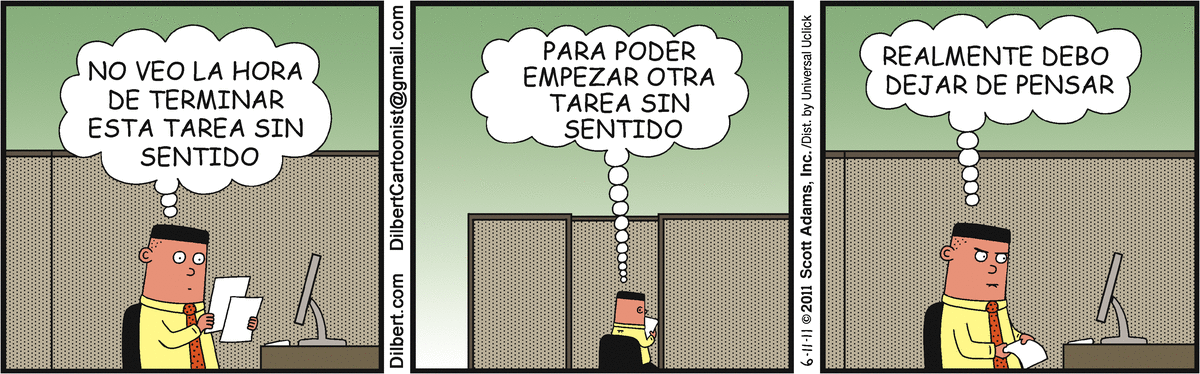 NO VEO LA HORA
DE TERMINAR
ESTA TAREA SIN
SENTIDO
Dilbert.com DilbertCartoonist@gmail.com
PARA PODER
EMPEZAR OTRA
TAREA SIN
SENTIDO
6-11-11 © 2011 Scott Adams, Inc. /Dist. by Universal Uclick
REALMENTE DEBO
DEJAR DE PENSAR